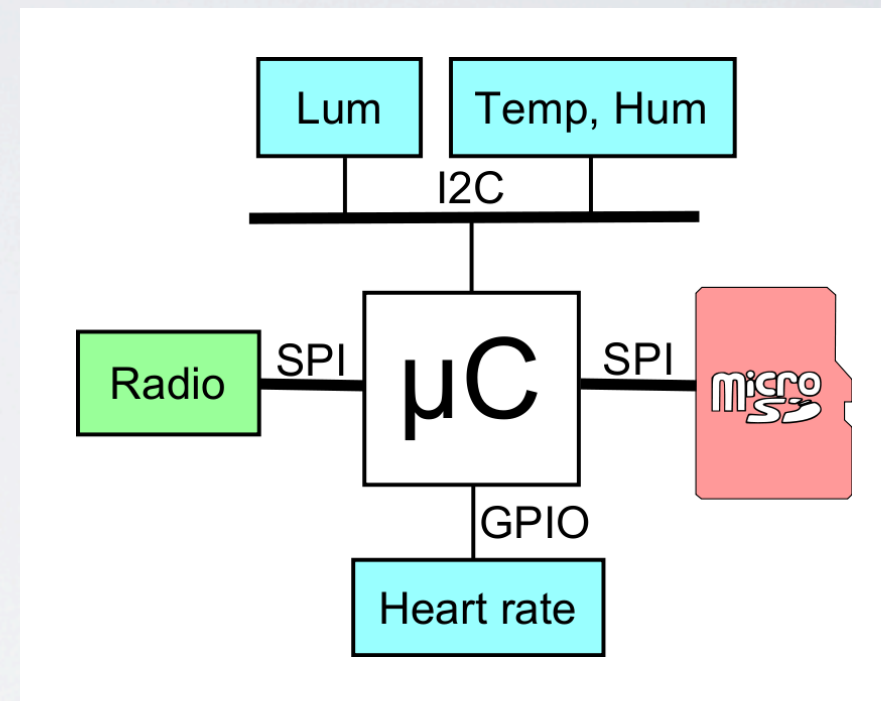 Lum
Temp, Hum
I2C
Radio
SPI
µC
SPI
micro
SD
GPIO
Heart rate